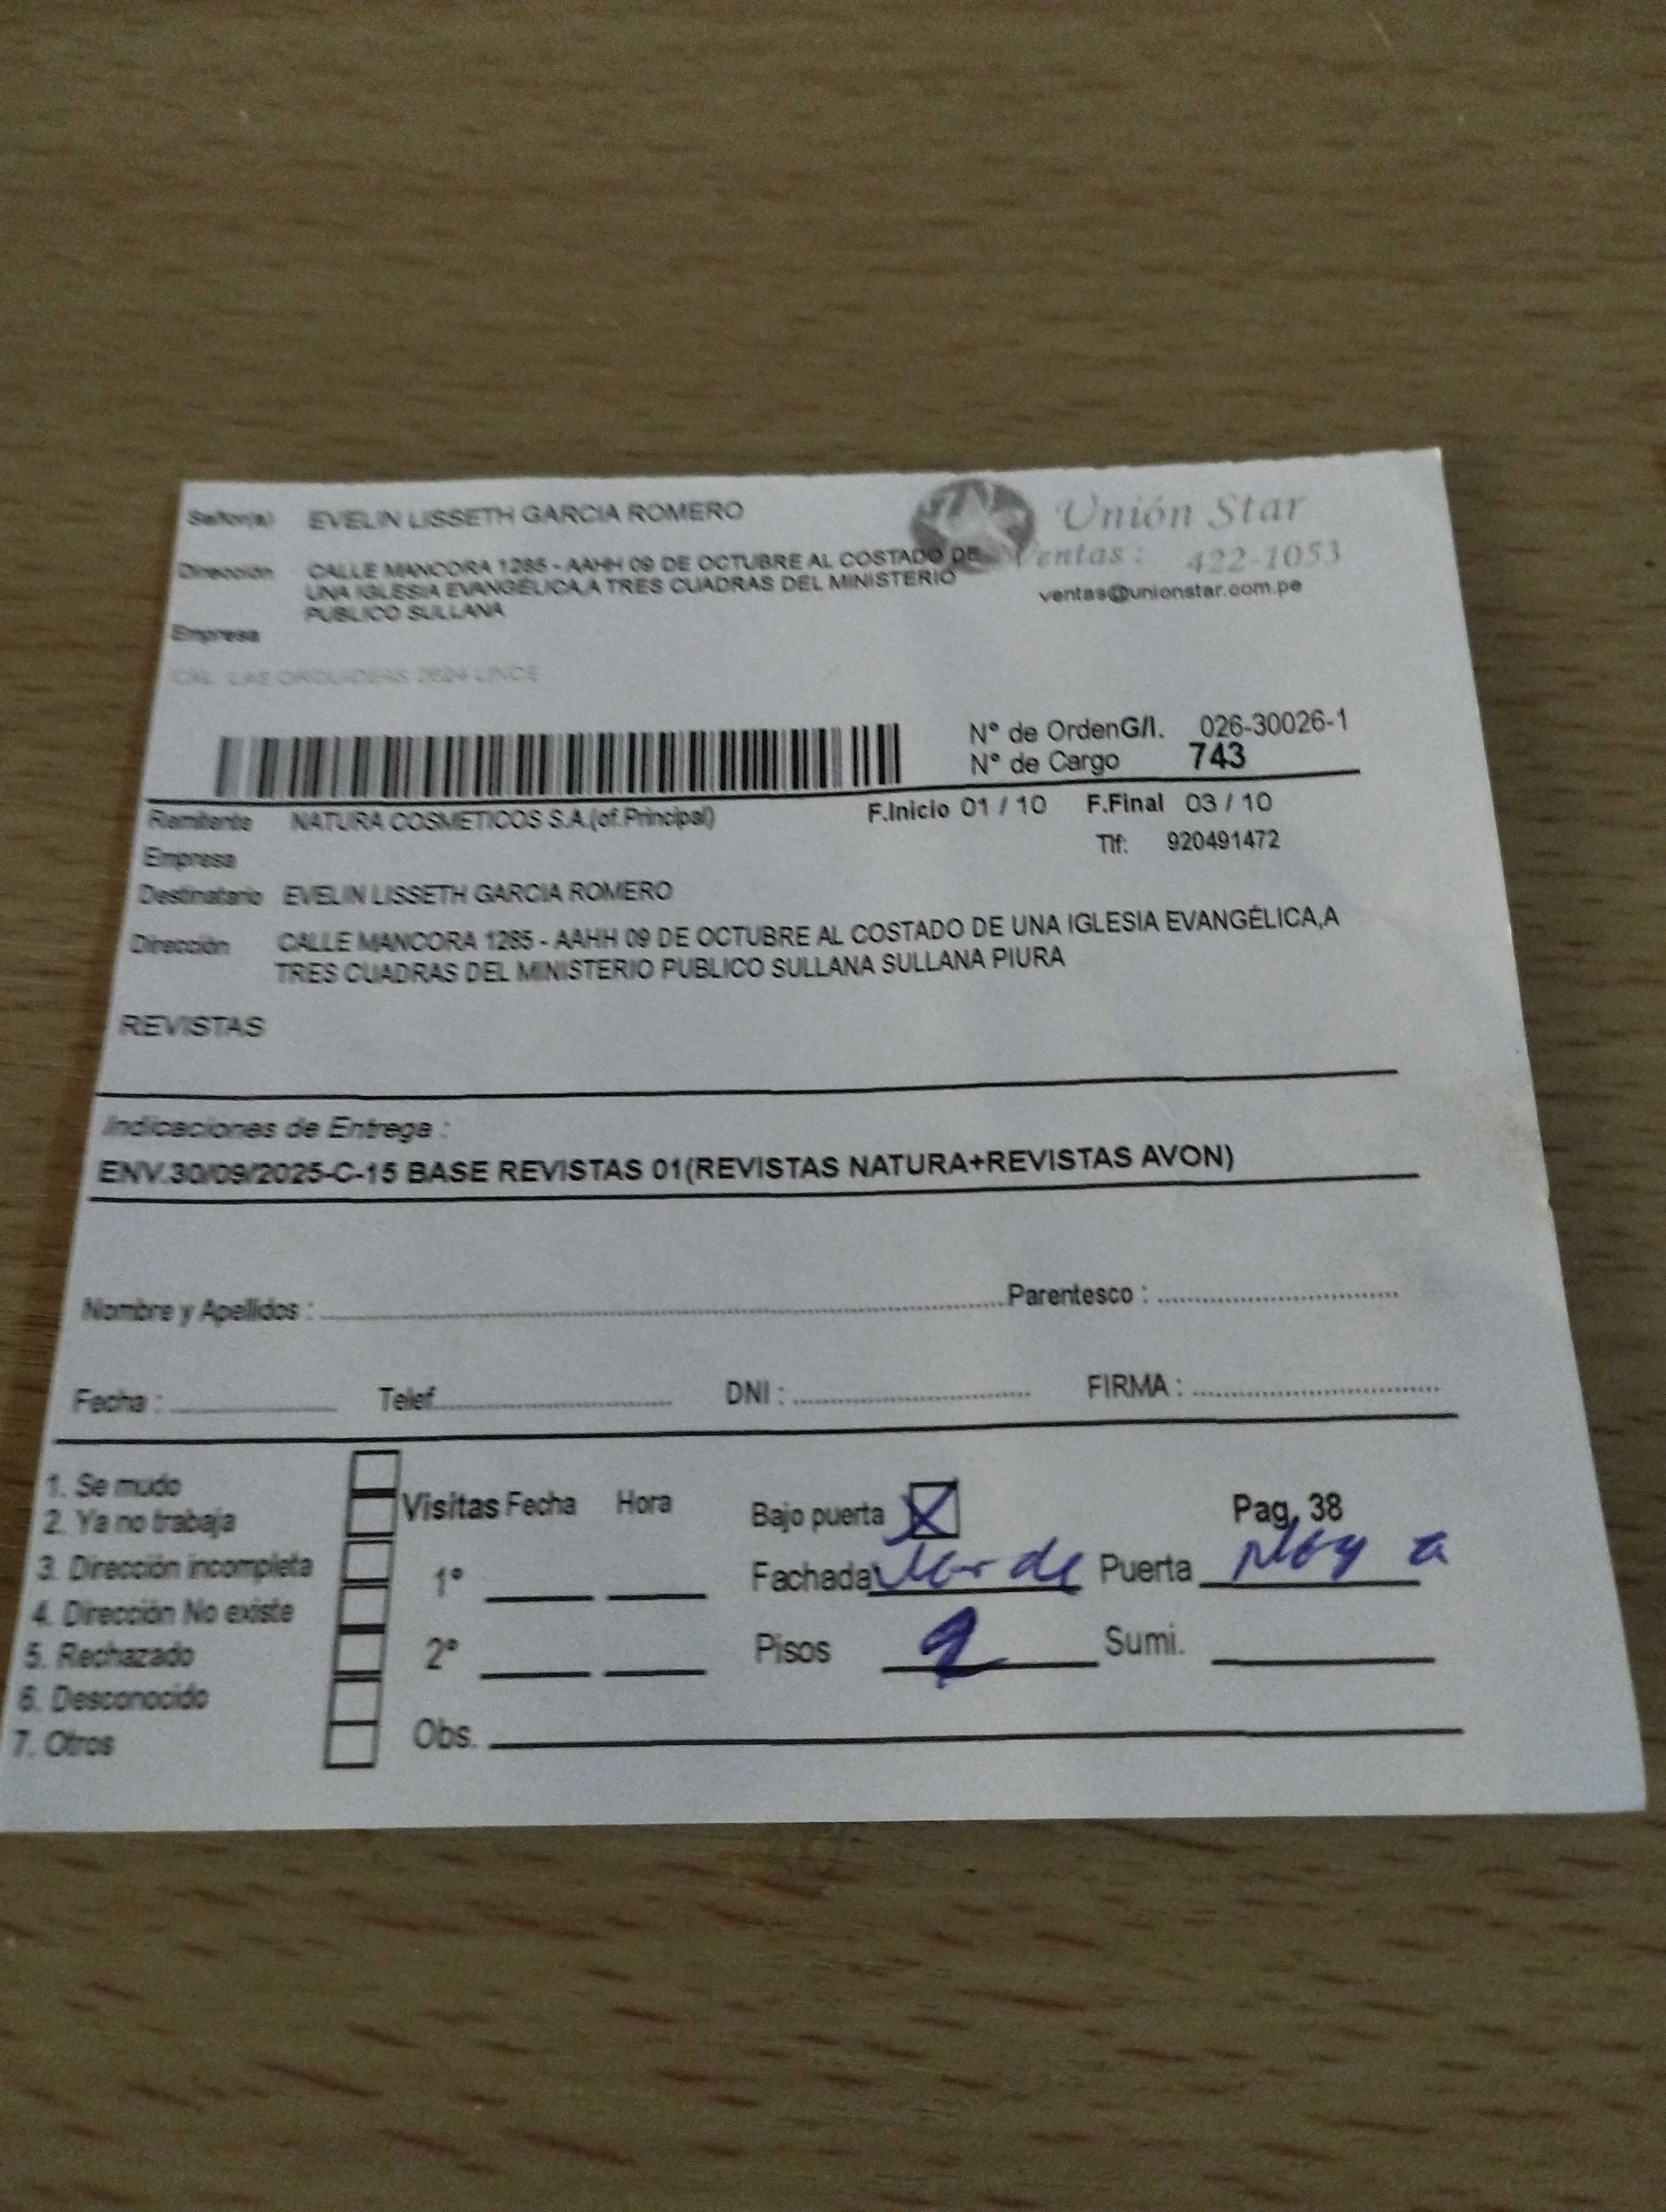 Señor(a) EVELIN LISSETH GARCIA ROMERO
Unión Star
Dirección CALLE MANCORA 1285 - AAHH 09 DE OCTUBRE AL COSTADO DE
UNA IGLESIA EVANGÉLICA,A TRES CUADRAS DEL MINISTERIO
PUBLICO SULLANA
Ventas : 422-1053
ventas@unionstar.com.pe
Empresa
CAL. LAS ORQUIDEAS 2624 LINCE
N° de OrdenG/I. 026-30026-1
N° de Cargo 743
Remitente NATURA COSMETICOS S.A.(of.Principal) F.Inicio 01 / 10 F.Final 03 / 10
Empresa Tlf: 920491472
Destinatario EVELIN LISSETH GARCIA ROMERO
Dirección CALLE MANCORA 1285 - AAHH 09 DE OCTUBRE AL COSTADO DE UNA IGLESIA EVANGÉLICA,A
TRES CUADRAS DEL MINISTERIO PUBLICO SULLANA SULLANA PIURA
REVISTAS
Indicaciones de Entrega :
ENV.30/09/2025-C-15 BASE REVISTAS 01(REVISTAS NATURA+REVISTAS AVON)
Nombre y Apellidos : Parentesco :
Fecha : Telef. DNI : FIRMA :
1. Se mudo
2. Ya no trabaja
3. Dirección incompleta
4. Dirección No existe
5. Rechazado
6. Desconocido
7. Otros
Visitas Fecha Hora
1°
2°
Obs.
Bajo puerta X Pag. 38
Fachada Verde Puerta
Pisos Sumi.